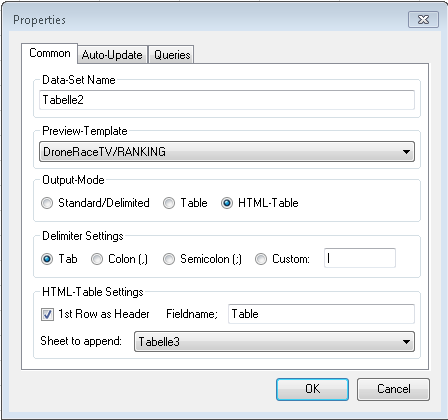 Properties
Common Auto-Update Queries
Data-Set Name
Tabelle2
Preview-Template
DroneRaceTV/RANKING
Output-Mode
Standard/Delimited Table HTML-Table
Delimiter Settings
Tab Colon (,) Semicolon (;) Custom: |
HTML-Table Settings
1st Row as Header Fieldname; Table
Sheet to append: Tabelle3
OK Cancel